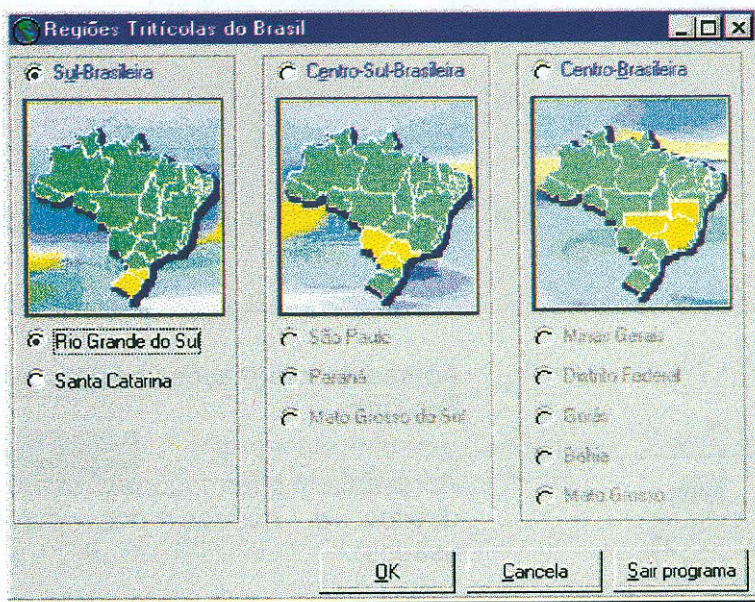 Regiões Tritícolas do Brasil
Sul-Brasileira
Rio Grande do Sul
Santa Catarina
Centro-Sul-Brasileira
São Paulo
Paraná
Mato Grosso do Sul
Centro-Brasileira
Minas Gerais
Distrito Federal
Goiás
Bahia
Mato Grosso
OK
Cancela
Sair programa